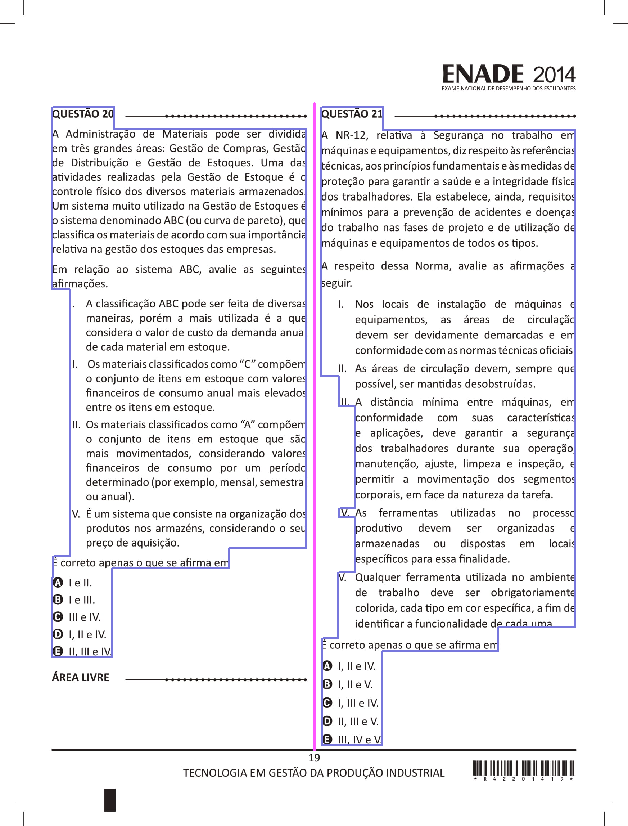 ENADE 2014
EXAME NACIONAL DE DESEMPENHO DOS ESTUDANTES
QUESTÃO 20
A Administração de Materiais pode ser dividida
em três grandes áreas: Gestão de Compras, Gestão
de Distribuição e Gestão de Estoques. Uma das
atividades realizadas pela Gestão de Estoque é o
controle físico dos diversos materiais armazenados.
Um sistema muito utilizado na Gestão de Estoques é
o sistema denominado ABC (ou curva de pareto), que
classifica os materiais de acordo com sua importância
relativa na gestão dos estoques das empresas.
Em relação ao sistema ABC, avalie as seguintes
afirmações.
I. A classificação ABC pode ser feita de diversas
maneiras, porém a mais utilizada é a que
considera o valor de custo da demanda anual
de cada material em estoque.
II. Os materiais classificados como “C” compõem
o conjunto de itens em estoque com valores
financeiros de consumo anual mais elevados
entre os itens em estoque.
III. Os materiais classificados como “A” compõem
o conjunto de itens em estoque que são
mais movimentados, considerando valores
financeiros de consumo por um período
determinado (por exemplo, mensal, semestral
ou anual).
IV. É um sistema que consiste na organização dos
produtos nos armazéns, considerando o seu
preço de aquisição.
É correto apenas o que se afirma em
A I e II.
B I e III.
C III e IV.
D I, II e IV.
E II, III e IV.
ÁREA LIVRE
QUESTÃO 21
A NR-12, relativa à Segurança no trabalho em
máquinas e equipamentos, diz respeito às referências
técnicas, aos princípios fundamentais e às medidas de
proteção para garantir a saúde e a integridade física
dos trabalhadores. Ela estabelece, ainda, requisitos
mínimos para a prevenção de acidentes e doenças
do trabalho nas fases de projeto e de utilização de
máquinas e equipamentos de todos os tipos.
A respeito dessa Norma, avalie as afirmações a
seguir.
I. Nos locais de instalação de máquinas e
equipamentos, as áreas de circulação
devem ser devidamente demarcadas e em
conformidade com as normas técnicas oficiais.
II. As áreas de circulação devem, sempre que
possível, ser mantidas desobstruídas.
III. A distância mínima entre máquinas, em
conformidade com suas características
e aplicações, deve garantir a segurança
dos trabalhadores durante sua operação,
manutenção, ajuste, limpeza e inspeção, e
permitir a movimentação dos segmentos
corporais, em face da natureza da tarefa.
IV. As ferramentas utilizadas no processo
produtivo devem ser organizadas e
armazenadas ou dispostas em locais
específicos para essa finalidade.
V. Qualquer ferramenta utilizada no ambiente
de trabalho deve ser obrigatoriamente
colorida, cada tipo em cor específica, a fim de
identificar a funcionalidade de cada uma.
É correto apenas o que se afirma em
A I, II e IV.
B I, II e V.
C I, III e IV.
D II, III e V.
E III, IV e V.
19
TECNOLOGIA EM GESTÃO DA PRODUÇÃO INDUSTRIAL
*R42201419*